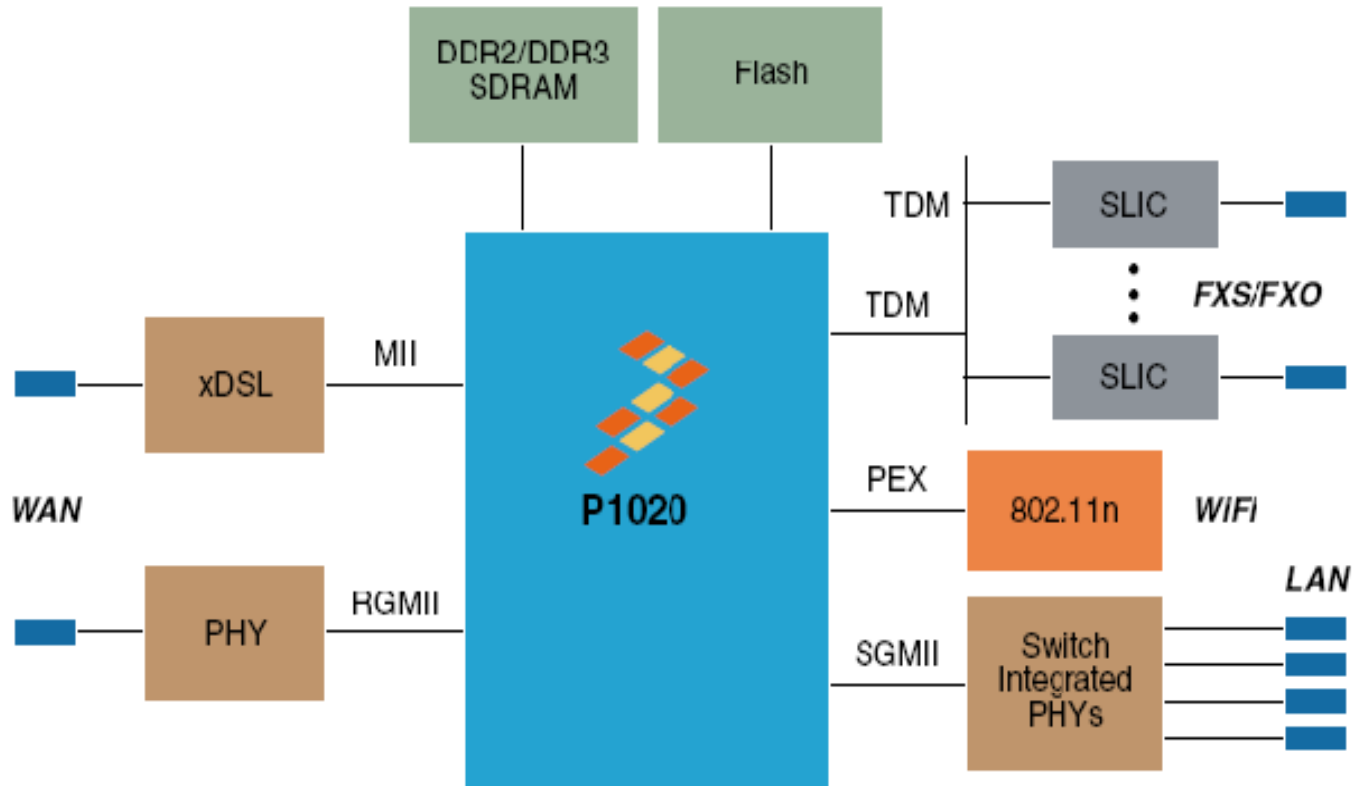 DDR2/DDR3
SDRAM
Flash
TDM
SLIC
TDM
FXS/FXO
SLIC
xDSL
MII
WAN
P1020
PEX
802.11n
WIFI
LAN
PHY
RGMII
SGMII
Switch
Integrated
PHYs